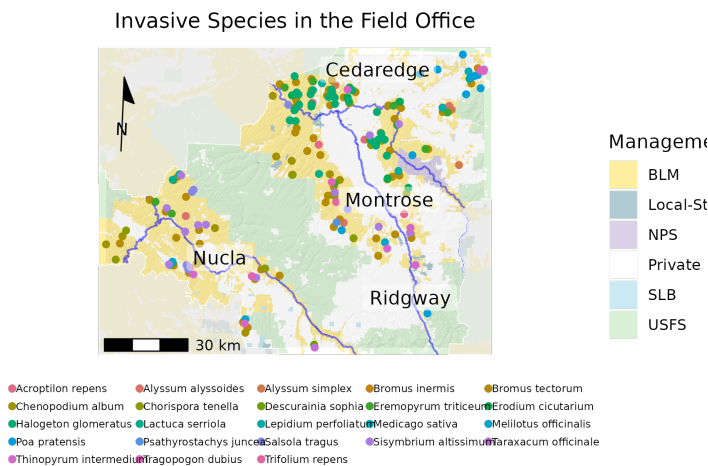 Invasive Species in the Field Office
Cedaredge
N
Montrose
Nucla
Ridgway
30 km
Manageme
BLM
Local-St
NPS
Private
SLB
USFS
Acroptilon repens Alyssum alyssoides Alyssum simplex Bromus inermis Bromus tectorum
Chenopodium album Chorispora tenella Descurainia sophia Eremopyrum triticeum Erodium cicutarium
Halogeton glomeratus Lactuca serriola Lepidium perfoliatum Medicago sativa Melilotus officinalis
Poa pratensis Psathyrostachys juncea Salsola tragus Sisymbrium altissimum Taraxacum officinale
Thinopyrum intermedium Tragopogon dubius Trifolium repens